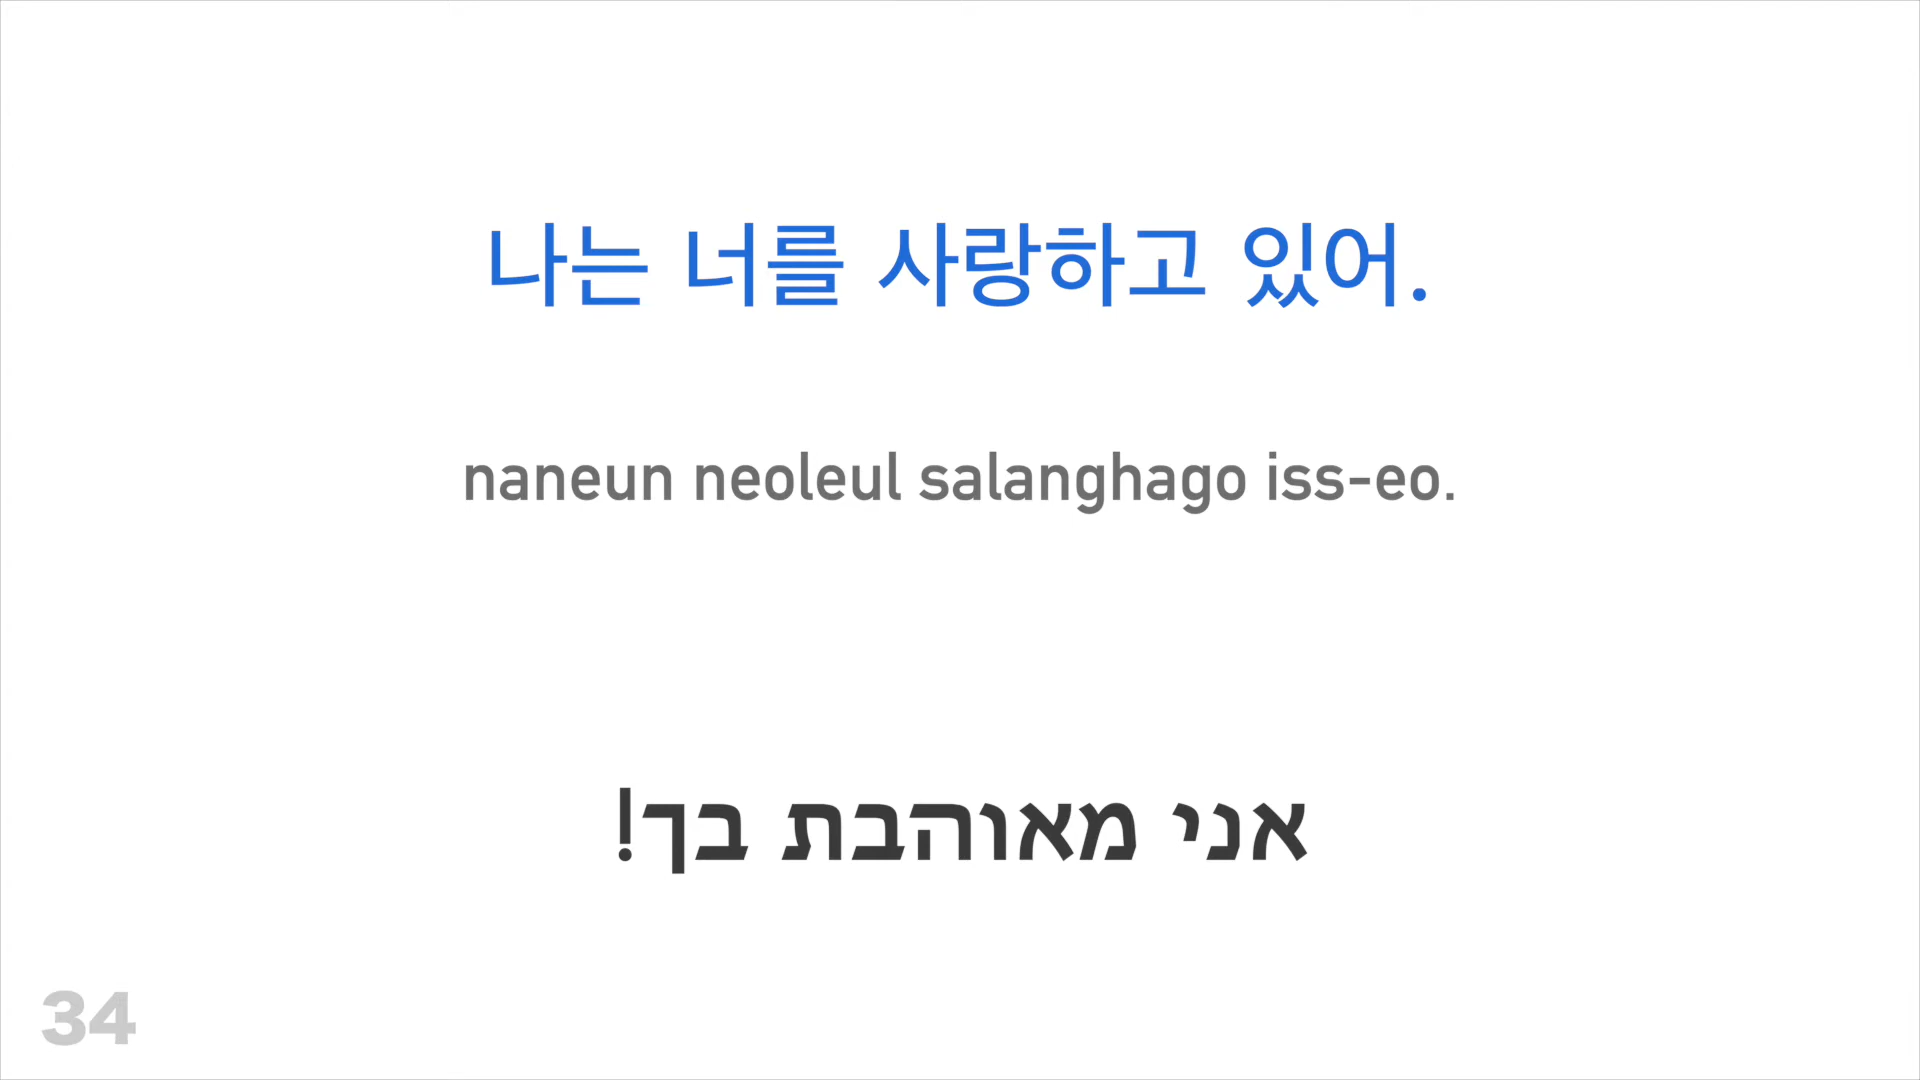 나는 너를 사랑하고 있어.
naneun neoleul salanghago iss-eo.
אני מאוהבת בך!
34